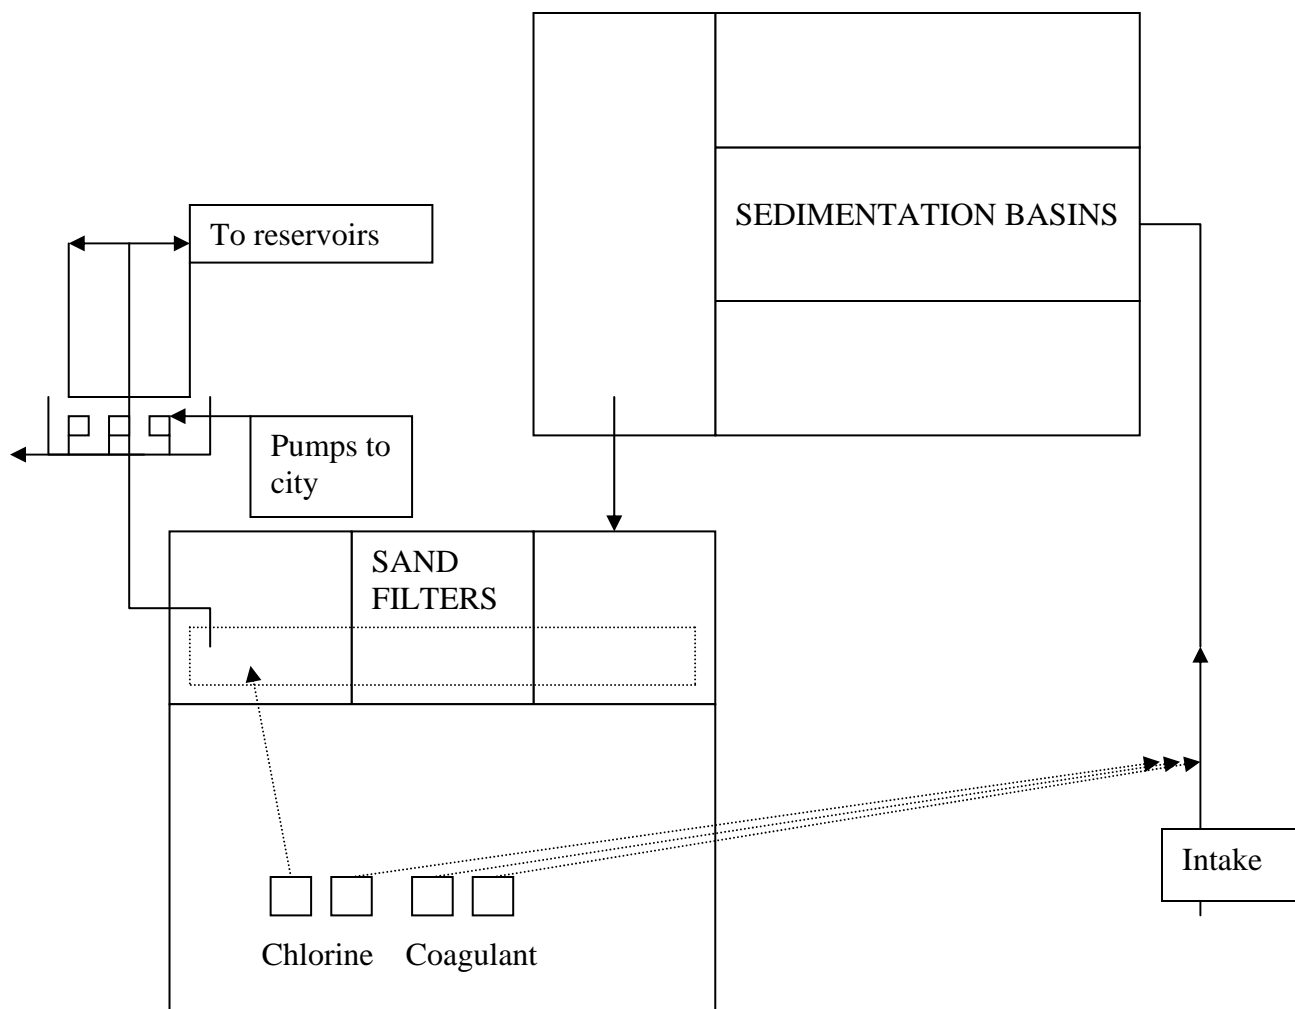 SEDIMENTATION BASINS
To reservoirs
Pumps to
city
SAND
FILTERS
Intake
Chlorine
Coagulant